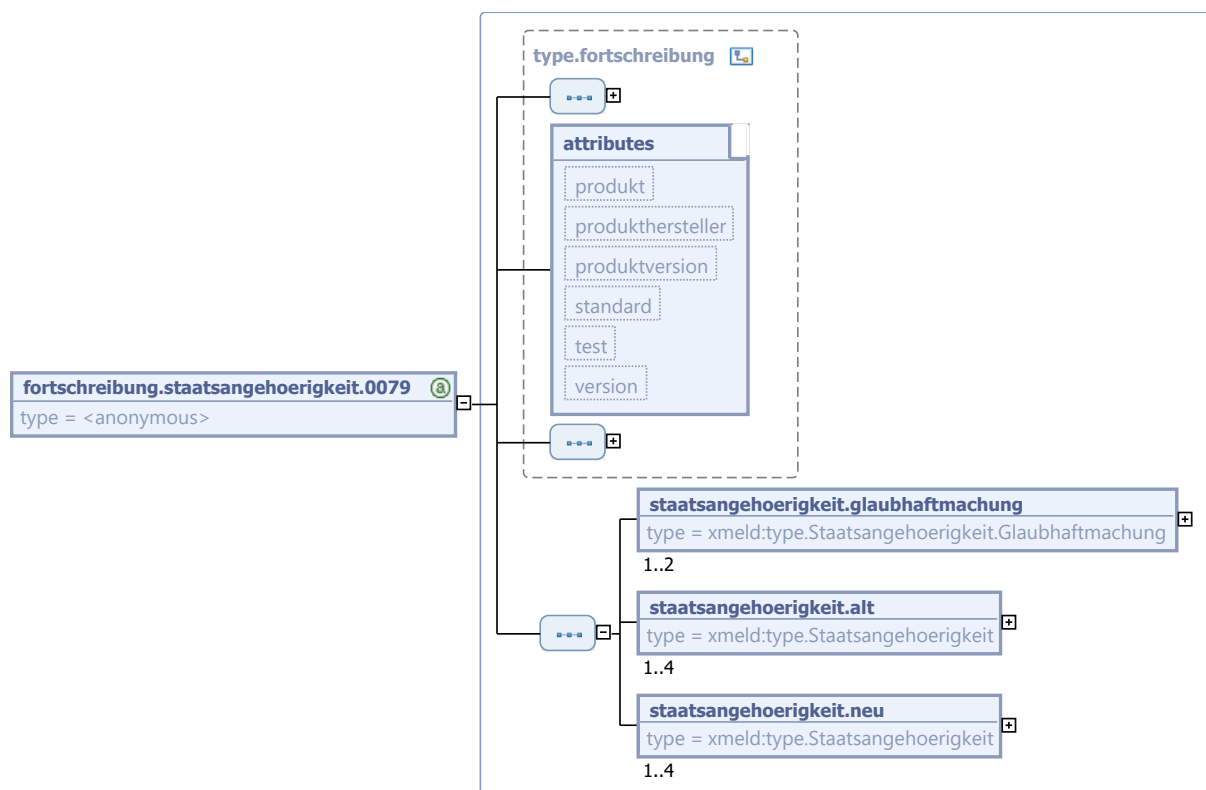 type.fortschreibung
attributes
produkt
produkthersteller
produktversion
standard
test
version
fortschreibung.staatsangehoerigkeit.0079 a
type = <anonymous>
staatsangehoerigkeit.glaubhaftmachung
type = xmeld:type.Staatsangehoerigkeit.Glaubhaftmachung
1..2
staatsangehoerigkeit.alt
type = xmeld:type.Staatsangehoerigkeit
1..4
staatsangehoerigkeit.neu
type = xmeld:type.Staatsangehoerigkeit
1..4